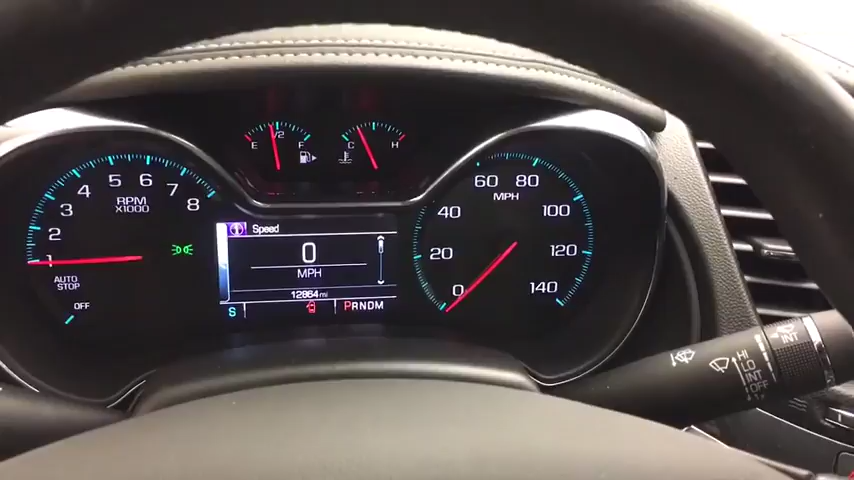 E 1/2 F
C H
1 2 3 4 5 6 7 8
RPM
X1000
AUTO
STOP
OFF
Speed
0
MPH
12864 mi
S PRNDM
0 20 40 60 80 100 120 140
MPH
INT
HI
LO
INT
OFF
1x